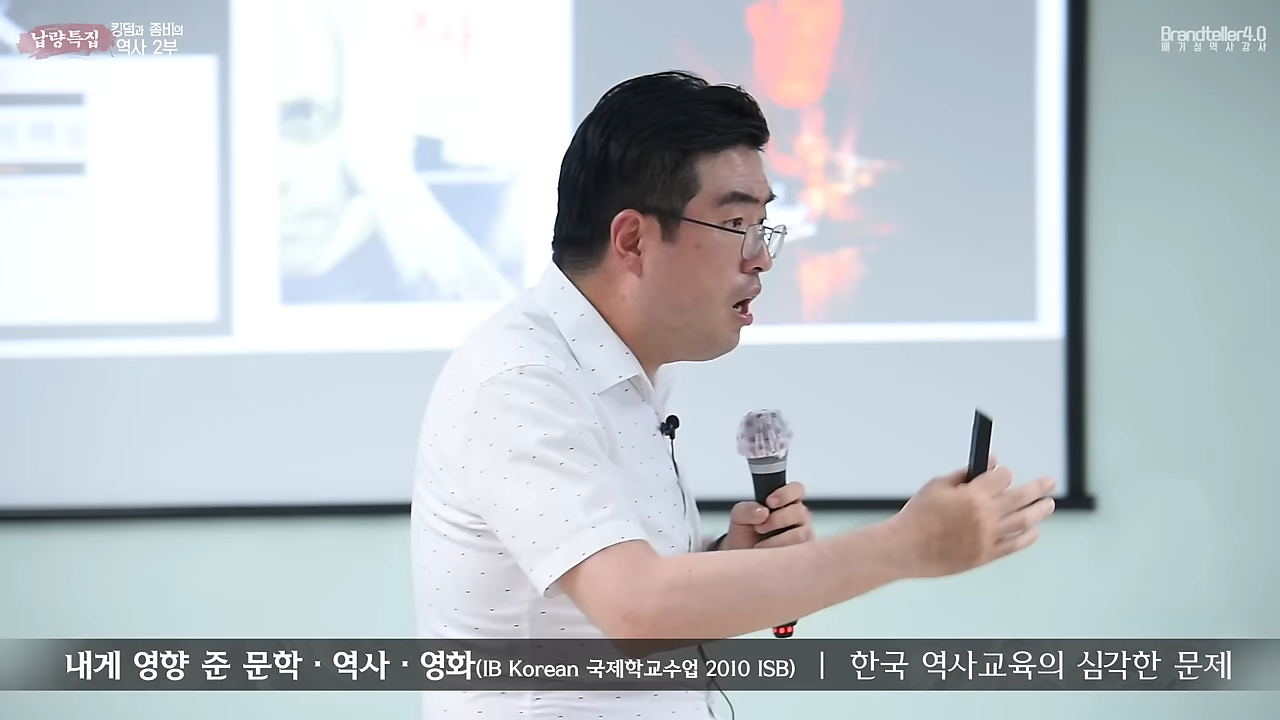 납량특집
킹덤과 좀비의
역사 2부
Brandteller4.0
배기성역사강사
내게 영향 준 문학·역사·영화(IB Korean 국제학교수업 2010 ISB) | 한국 역사교육의 심각한 문제